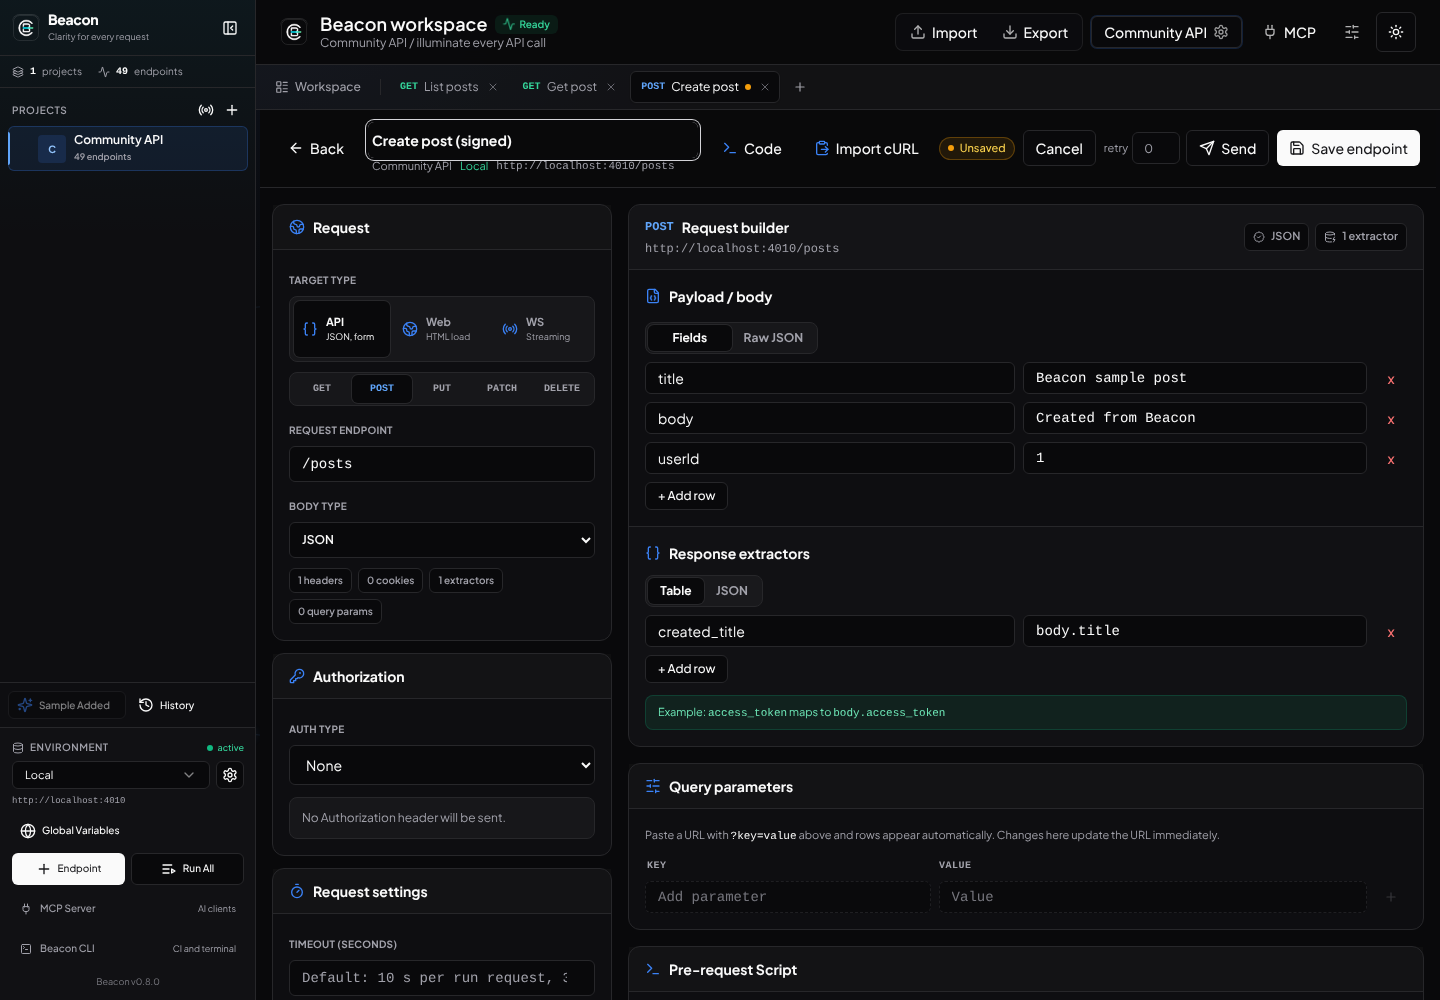 Beacon
Clarity for every request
1 projects 49 endpoints
PROJECTS
C
Community API
49 endpoints
Sample Added
History
ENVIRONMENT
active
Local
http://localhost:4010
Global Variables
Endpoint
Run All
MCP Server
AI clients
Beacon CLI
CI and terminal
Beacon v0.8.0
Beacon workspace
Ready
Community API / illuminate every API call
Import
Export
Community API
MCP
Workspace
GET List posts
GET Get post
POST Create post
Back
Create post (signed)
Community API Local http://localhost:4010/posts
Code
Import cURL
Unsaved
Cancel
retry 0
Send
Save endpoint
Request
TARGET TYPE
API
JSON, form
Web
HTML load
WS
Streaming
GET POST PUT PATCH DELETE
REQUEST ENDPOINT
/posts
BODY TYPE
JSON
1 headers
0 cookies
1 extractors
0 query params
Authorization
AUTH TYPE
None
No Authorization header will be sent.
Request settings
TIMEOUT (SECONDS)
Default: 10 s per run request,
POST Request builder
http://localhost:4010/posts
JSON
1 extractor
Payload / body
Fields Raw JSON
title Beacon sample post x
body Created from Beacon x
userId 1 x
+ Add row
Response extractors
Table JSON
created_title body.title x
+ Add row
Example: access_token maps to body.access_token
Query parameters
Paste a URL with ?key=value above and rows appear automatically. Changes here update the URL immediately.
KEY VALUE
Add parameter Value +
Pre-request Script